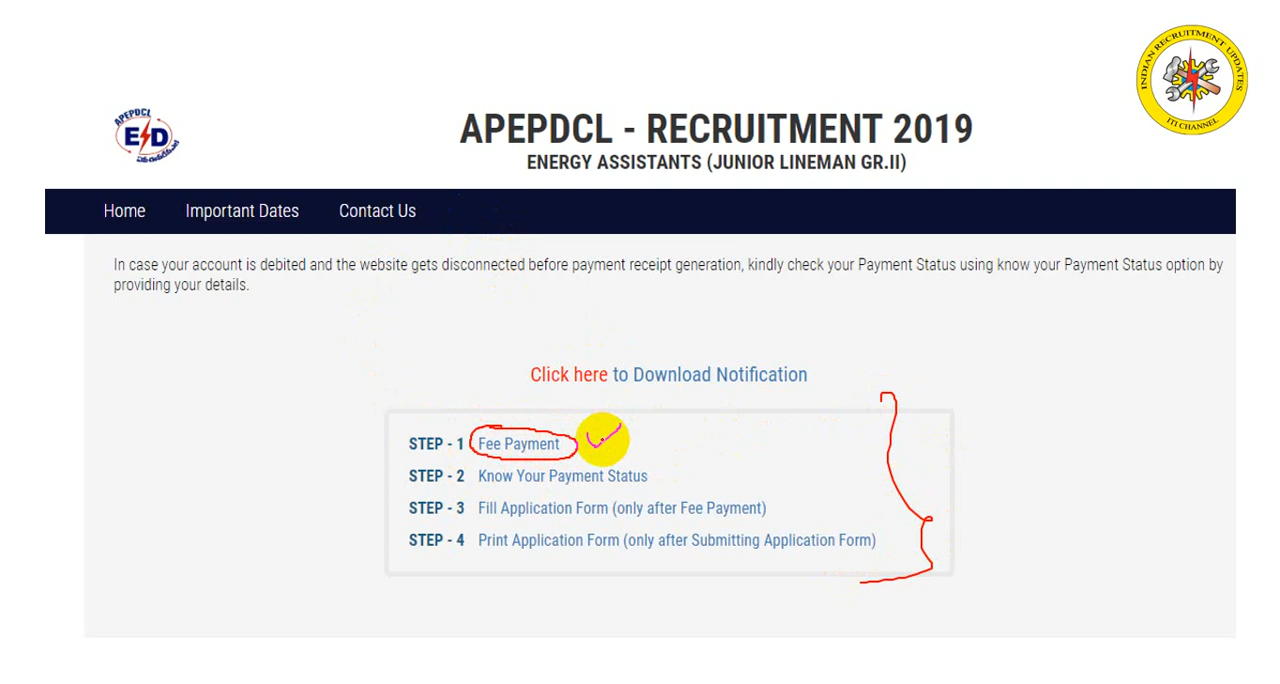 INDIAN RECRUITMENT UPDATES
ITI CHANNEL
APEPDCL
E D
APEPDCL - RECRUITMENT 2019
ENERGY ASSISTANTS (JUNIOR LINEMAN GR.II)
Home Important Dates Contact Us
In case your account is debited and the website gets disconnected before payment receipt generation, kindly check your Payment Status using know your Payment Status option by
providing your details.
Click here to Download Notification
STEP - 1 Fee Payment
STEP - 2 Know Your Payment Status
STEP - 3 Fill Application Form (only after Fee Payment)
STEP - 4 Print Application Form (only after Submitting Application Form)